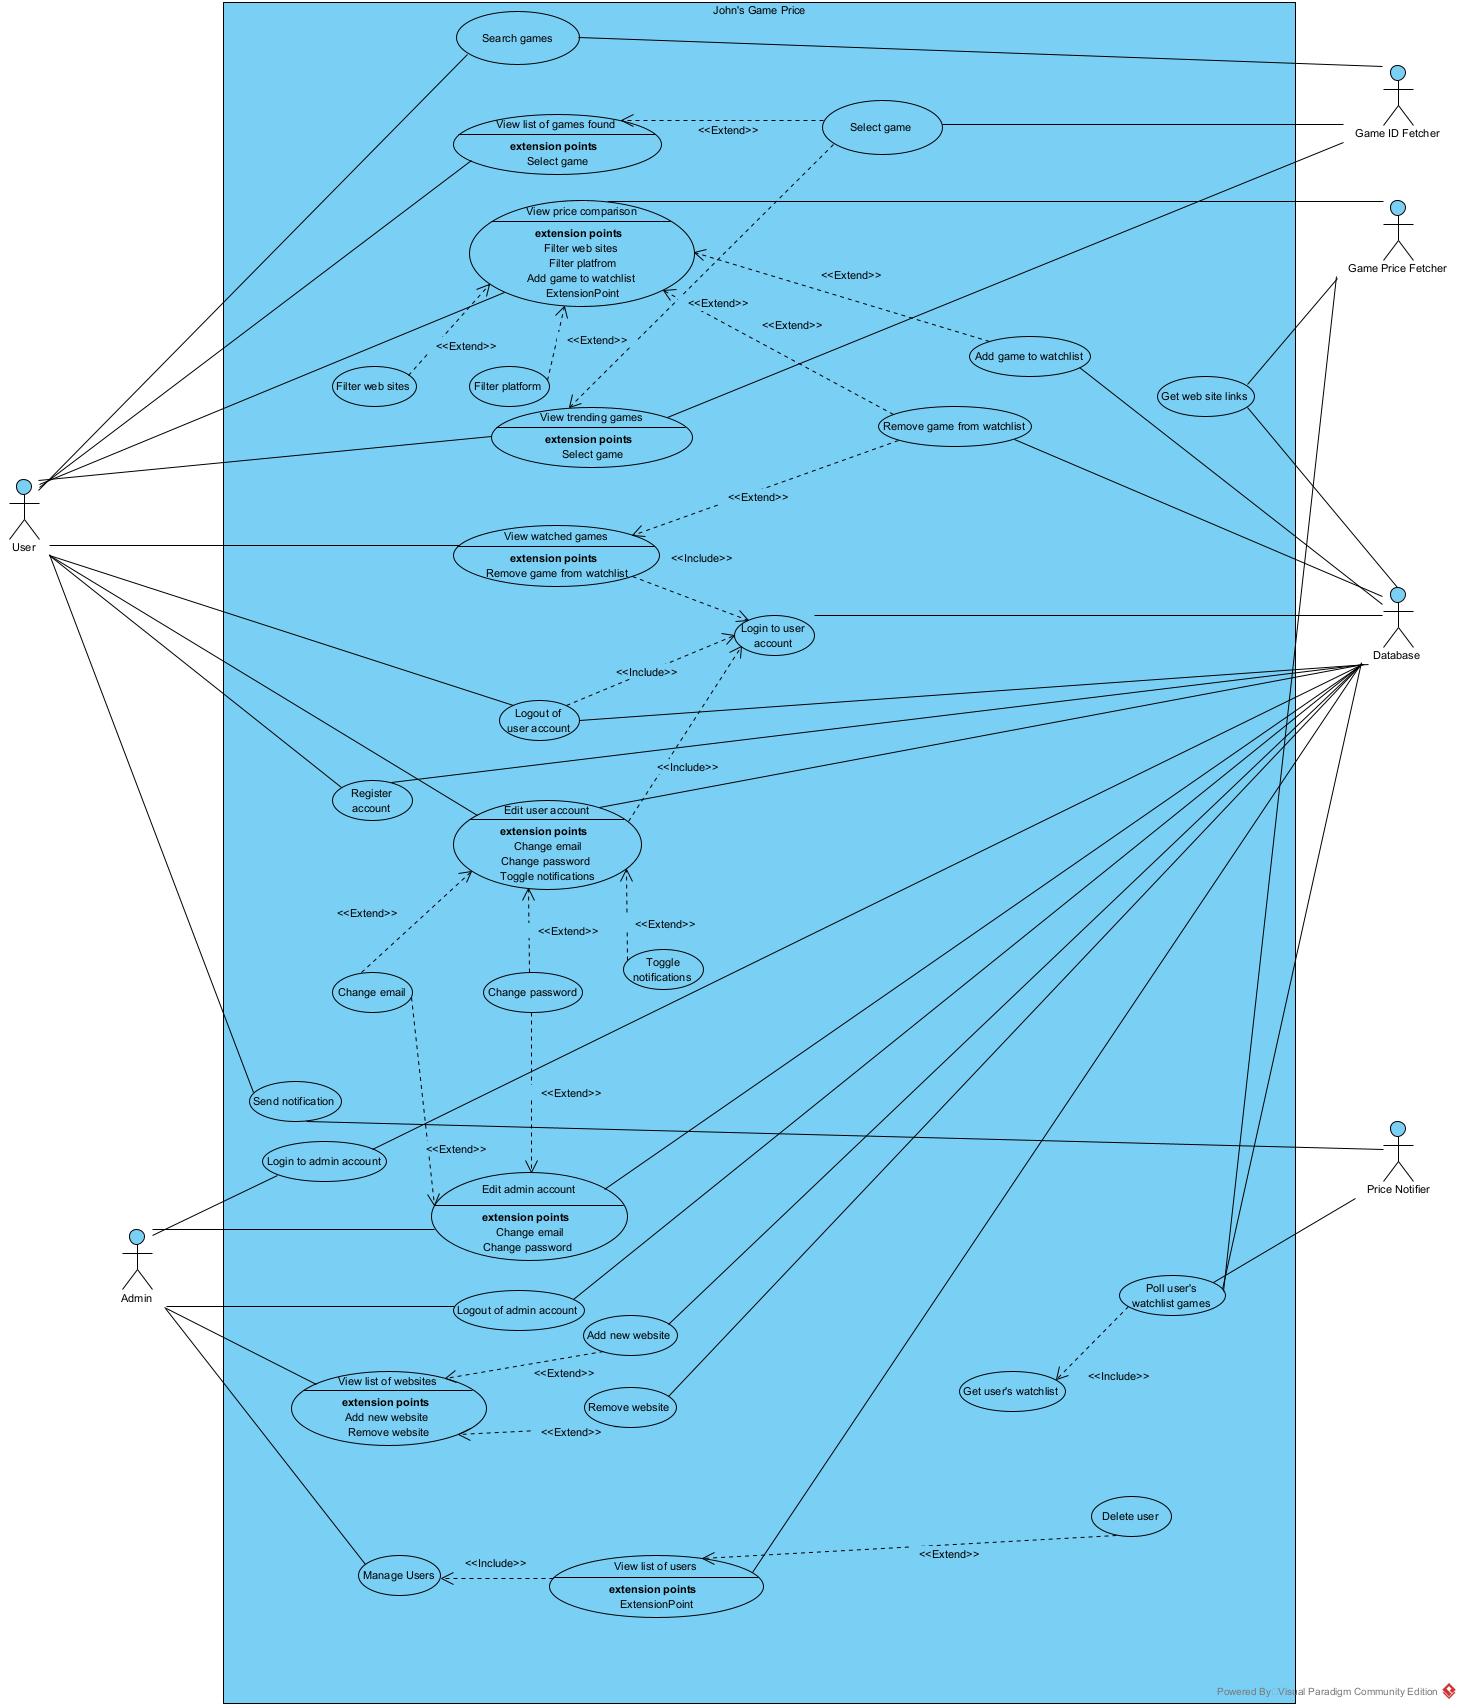 John's Game Price
Search games
Game ID Fetcher
View list of games found
extension points
Select game
<<Extend>>
Select game
Game Price Fetcher
View price comparison
extension points
Filter web sites
Filter platfrom
Add game to watchlist
ExtensionPoint
<<Extend>>
<<Extend>>
<<Extend>>
<<Extend>>
<<Extend>>
Add game to watchlist
Filter web sites
Filter platform
Get web site links
View trending games
extension points
Select game
Remove game from watchlist
<<Extend>>
User
View watched games
extension points
Remove game from watchlist
<<Include>>
Login to user
account
Database
<<Include>>
Logout of
user account
<<Include>>
Register
account
Edit user account
extension points
Change email
Change password
Toggle notifications
<<Extend>>
<<Extend>>
<<Extend>>
Toggle
notifications
Change email
Change password
<<Extend>>
Send notification
<<Extend>>
Login to admin account
Price Notifier
Edit admin account
extension points
Change email
Change password
Admin
Logout of admin account
Poll user's
watchlist games
Add new website
<<Extend>>
<<Include>>
View list of websites
extension points
Add new website
Remove website
Get user's watchlist
Remove website
<<Extend>>
Delete user
<<Extend>>
<<Include>>
Manage Users
View list of users
extension points
ExtensionPoint
Powered By Visual Paradigm Community Edition